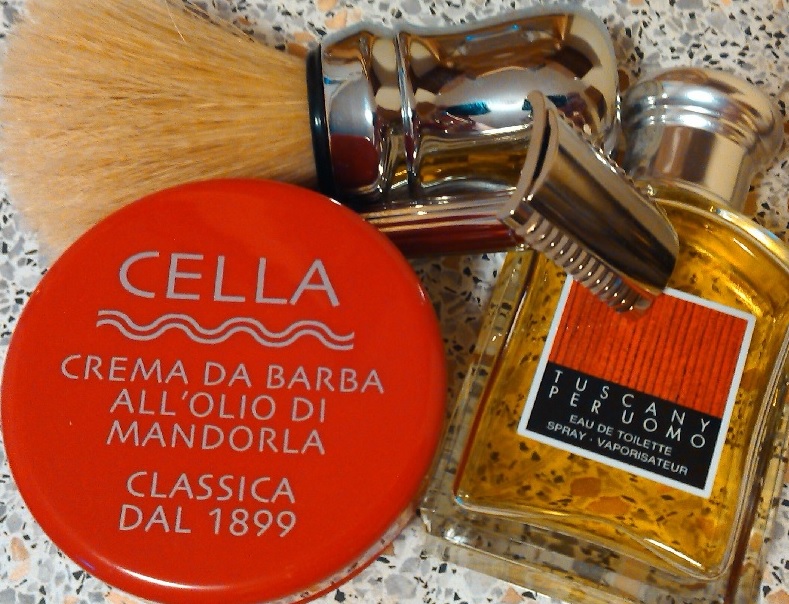 CELLA
CREMA DA BARBA
ALL'OLIO DI
MANDORLA
CLASSICA
DAL 1899
TUSCANY
PER UOMO
EAU DE TOILETTE
SPRAY · VAPORISATEUR